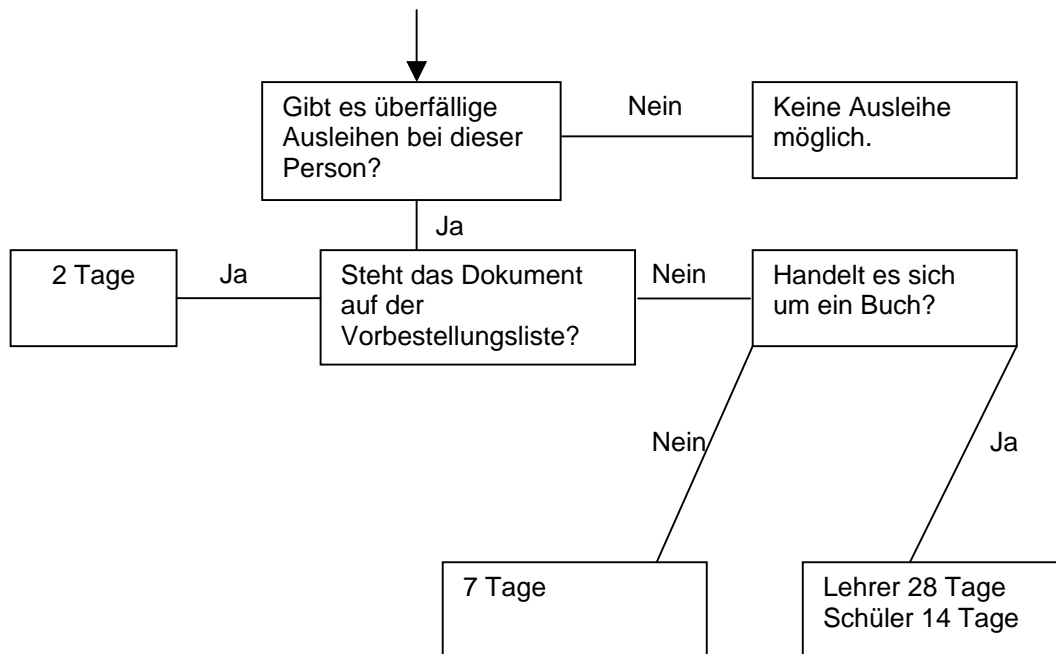 Gibt es überfällige
Ausleihen bei dieser
Person?
Nein
Keine Ausleihe
möglich.
Ja
2 Tage
Ja
Steht das Dokument
auf der
Vorbestellungsliste?
Nein
Handelt es sich
um ein Buch?
Nein
Ja
7 Tage
Lehrer 28 Tage
Schüler 14 Tage